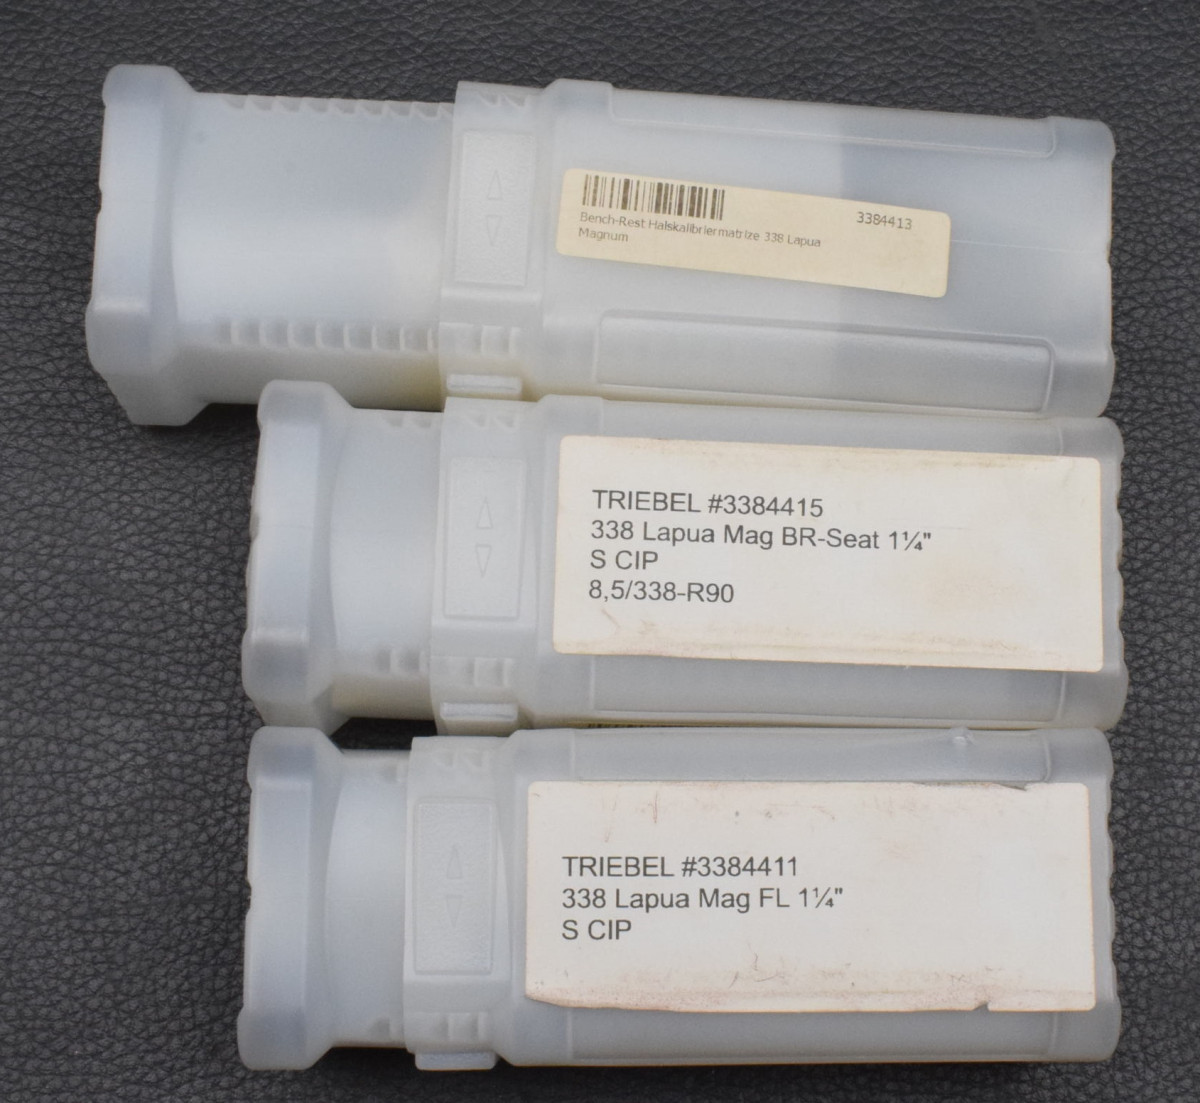 3384413
Bench-Rest Halskalibriermatrize 338 Lapua
Magnum
TRIEBEL #3384415
338 Lapua Mag BR-Seat 1¼"
S CIP
8,5/338-R90
TRIEBEL #3384411
338 Lapua Mag FL 1¼"
S CIP